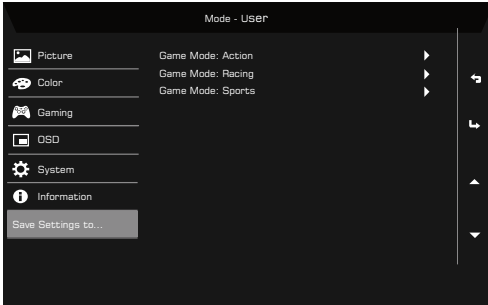 Mode - User
Picture
Color
Gaming
OSD
System
Information
Save Settings to...
Game Mode: Action
Game Mode: Racing
Game Mode: Sports